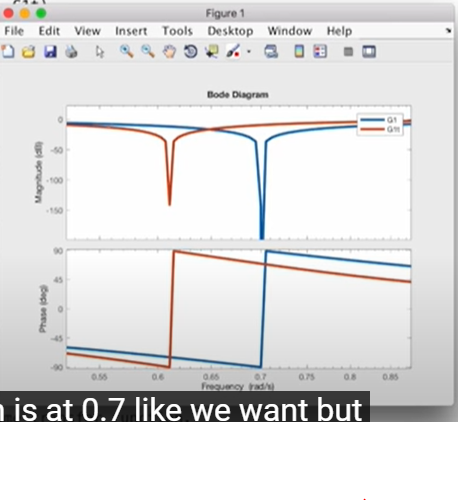 Figure 1
File Edit View Insert Tools Desktop Window Help
Bode Diagram
Magnitude (dB)
0
-50
-100
-150
G1
Phase (deg)
90
45
0
-45
-90
0.55 0.6 0.65 0.7 0.75 0.8 0.85
Frequency (rad/s)
is at 0.7 like we want but